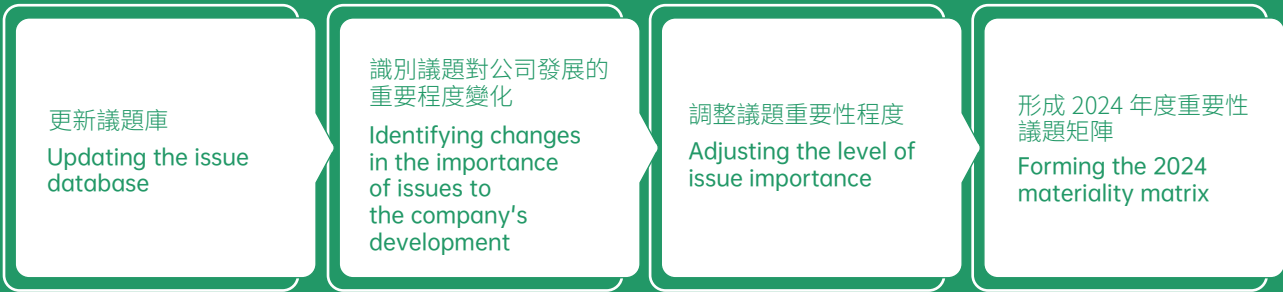 更新議題庫
Updating the issue
database
識別議題對公司發展的
重要程度變化
Identifying changes
in the importance
of issues to
the company's
development
調整議題重要性程度
Adjusting the level of
issue importance
形成 2024 年度重要性
議題矩陣
Forming the 2024
materiality matrix